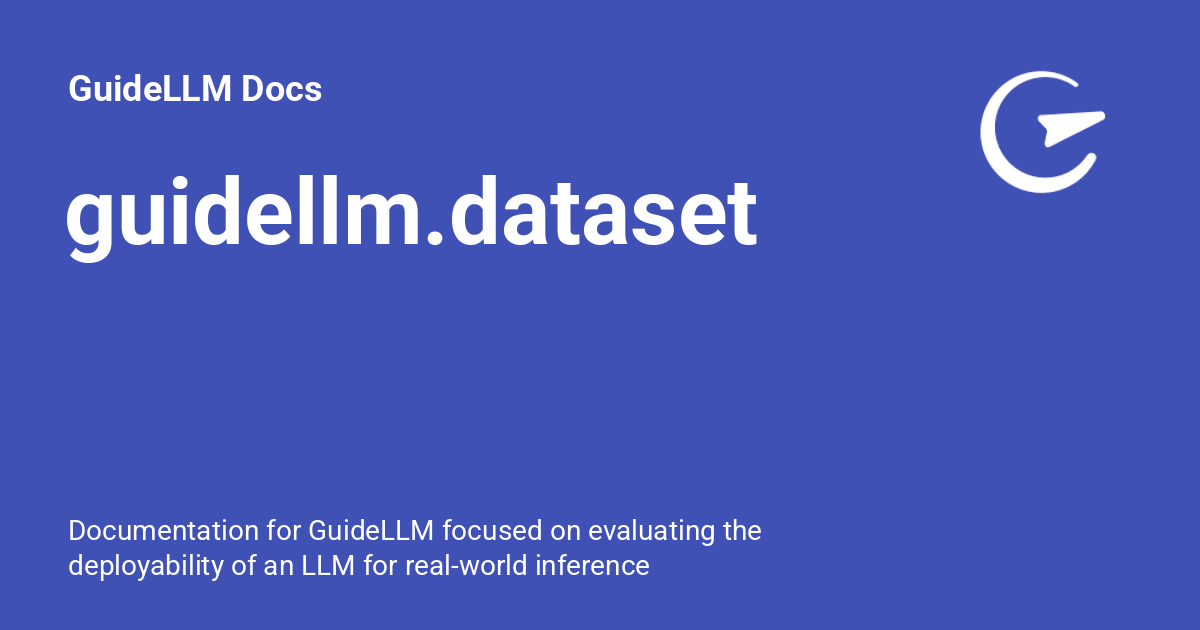 GuideLLM Docs
guidellm.dataset
Documentation for GuideLLM focused on evaluating the
deployability of an LLM for real-world inference